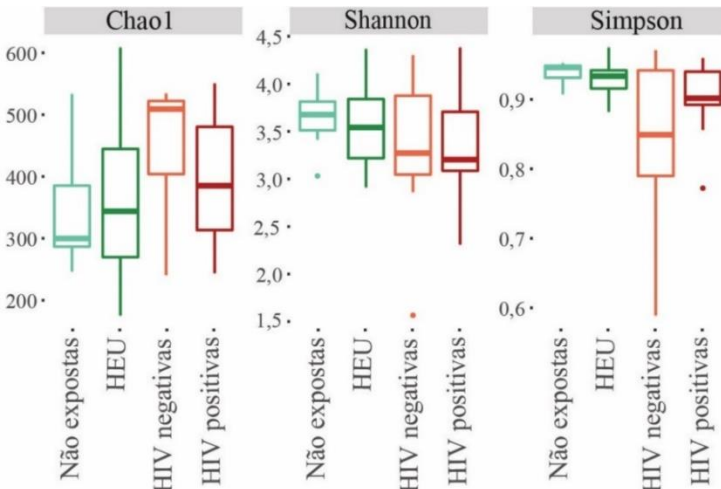 Chao1
600
500
400
300
200
Não expostas
HEU
HIV negativas
HIV positivas
Shannon
4,5
4,0
3,5
3,0
2,5
2,0
1,5
Não expostas
HEU
HIV negativas
HIV positivas
Simpson
0,9
0,8
0,7
0,6
Não expostas
HEU
HIV negativas
HIV positivas